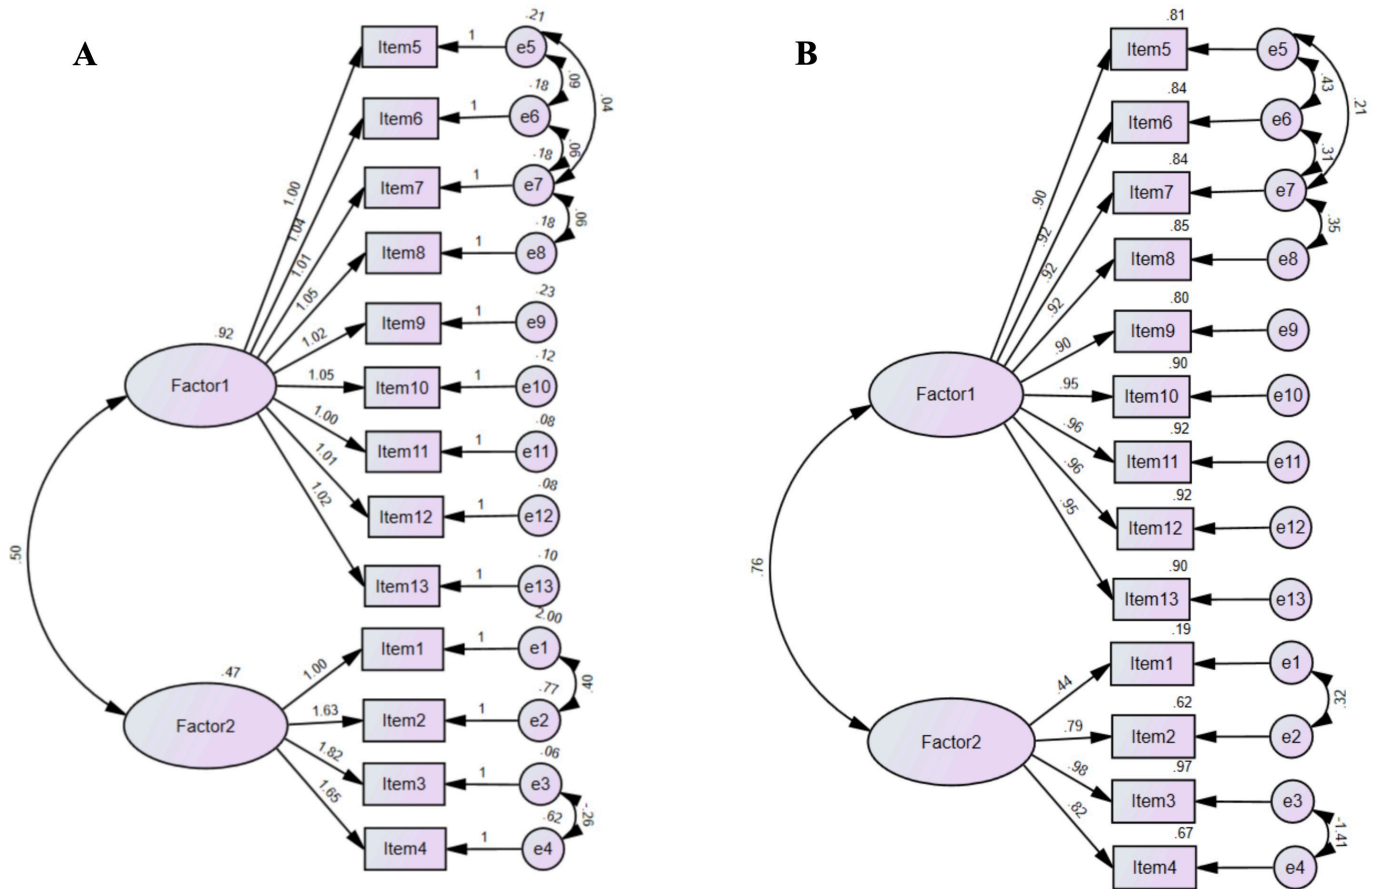 A
.21
Item5
1
e5
.09
.04
.18
Item6
1
e6
.06
.18
Item7
1
e7
.06
.18
Item8
1
e8
.23
Item9
1
e9
.12
Item10
1
e10
.08
Item11
1
e11
.08
Item12
1
e12
.10
Item13
1
e13
1.00
1.04
1.01
1.05
1.02
1.05
1.00
1.01
1.02
.92
Factor1
.50
2.00
Item1
1
e1
.40
.77
Item2
1
e2
.06
Item3
1
e3
-.26
.62
Item4
1
e4
1.00
1.63
1.82
1.65
.47
Factor2
B
.81
Item5
e5
.43
.21
.84
Item6
e6
.31
.84
Item7
e7
.35
.85
Item8
e8
.80
Item9
e9
.90
Item10
e10
.92
Item11
e11
.92
Item12
e12
.90
Item13
e13
.90
.92
.92
.92
.90
.95
.96
.96
.95
Factor1
.76
.19
Item1
e1
.32
.62
Item2
e2
.97
Item3
e3
-1.41
.67
Item4
e4
.44
.79
.98
.82
Factor2